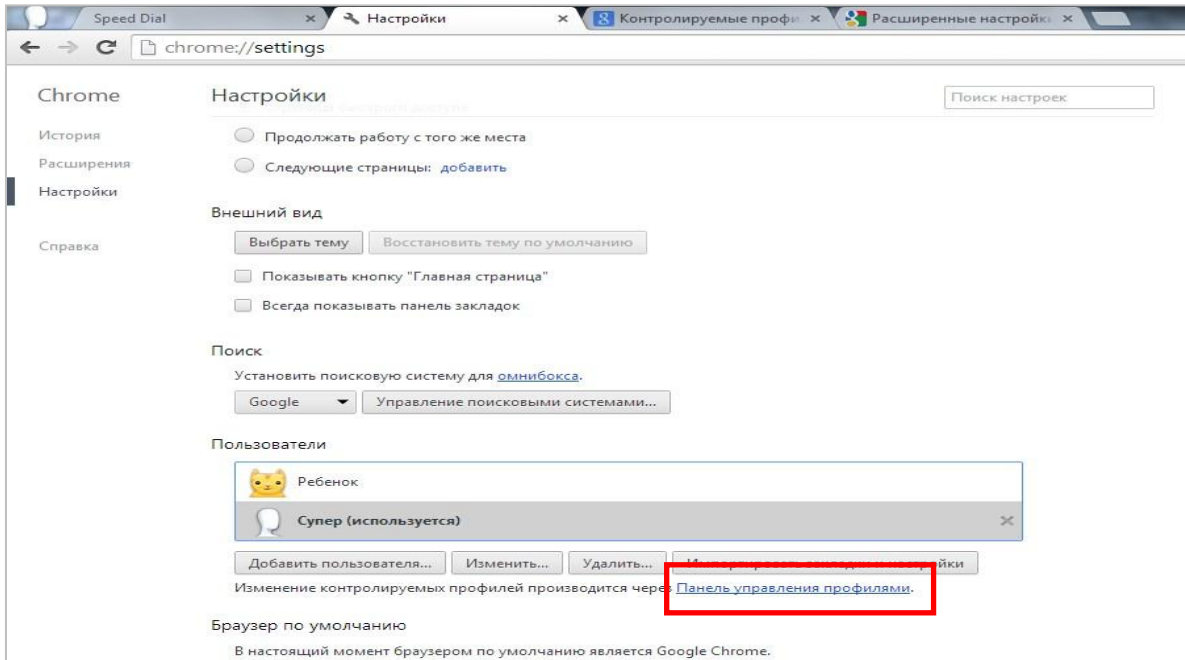 Speed Dial
Настройки
Контролируемые профи
Расширенные настройк
chrome://settings
Chrome
Настройки
Поиск настроек
История
Расширения
Настройки
Справка
Продолжать работу с того же места
Следующие страницы: добавить
Внешний вид
Выбрать тему
Восстановить тему по умолчанию
Показывать кнопку "Главная страница"
Всегда показывать панель закладок
Поиск
Установить поисковую систему для омнибокса.
Google
Управление поисковыми системами...
Пользователи
Ребенок
Супер (используется)
Добавить пользователя...
Изменить...
Удалить...
Импортировать закладки и настройки
Изменение контролируемых профилей производится через Панель управления профилями.
Браузер по умолчанию
В настоящий момент браузером по умолчанию является Google Chrome.